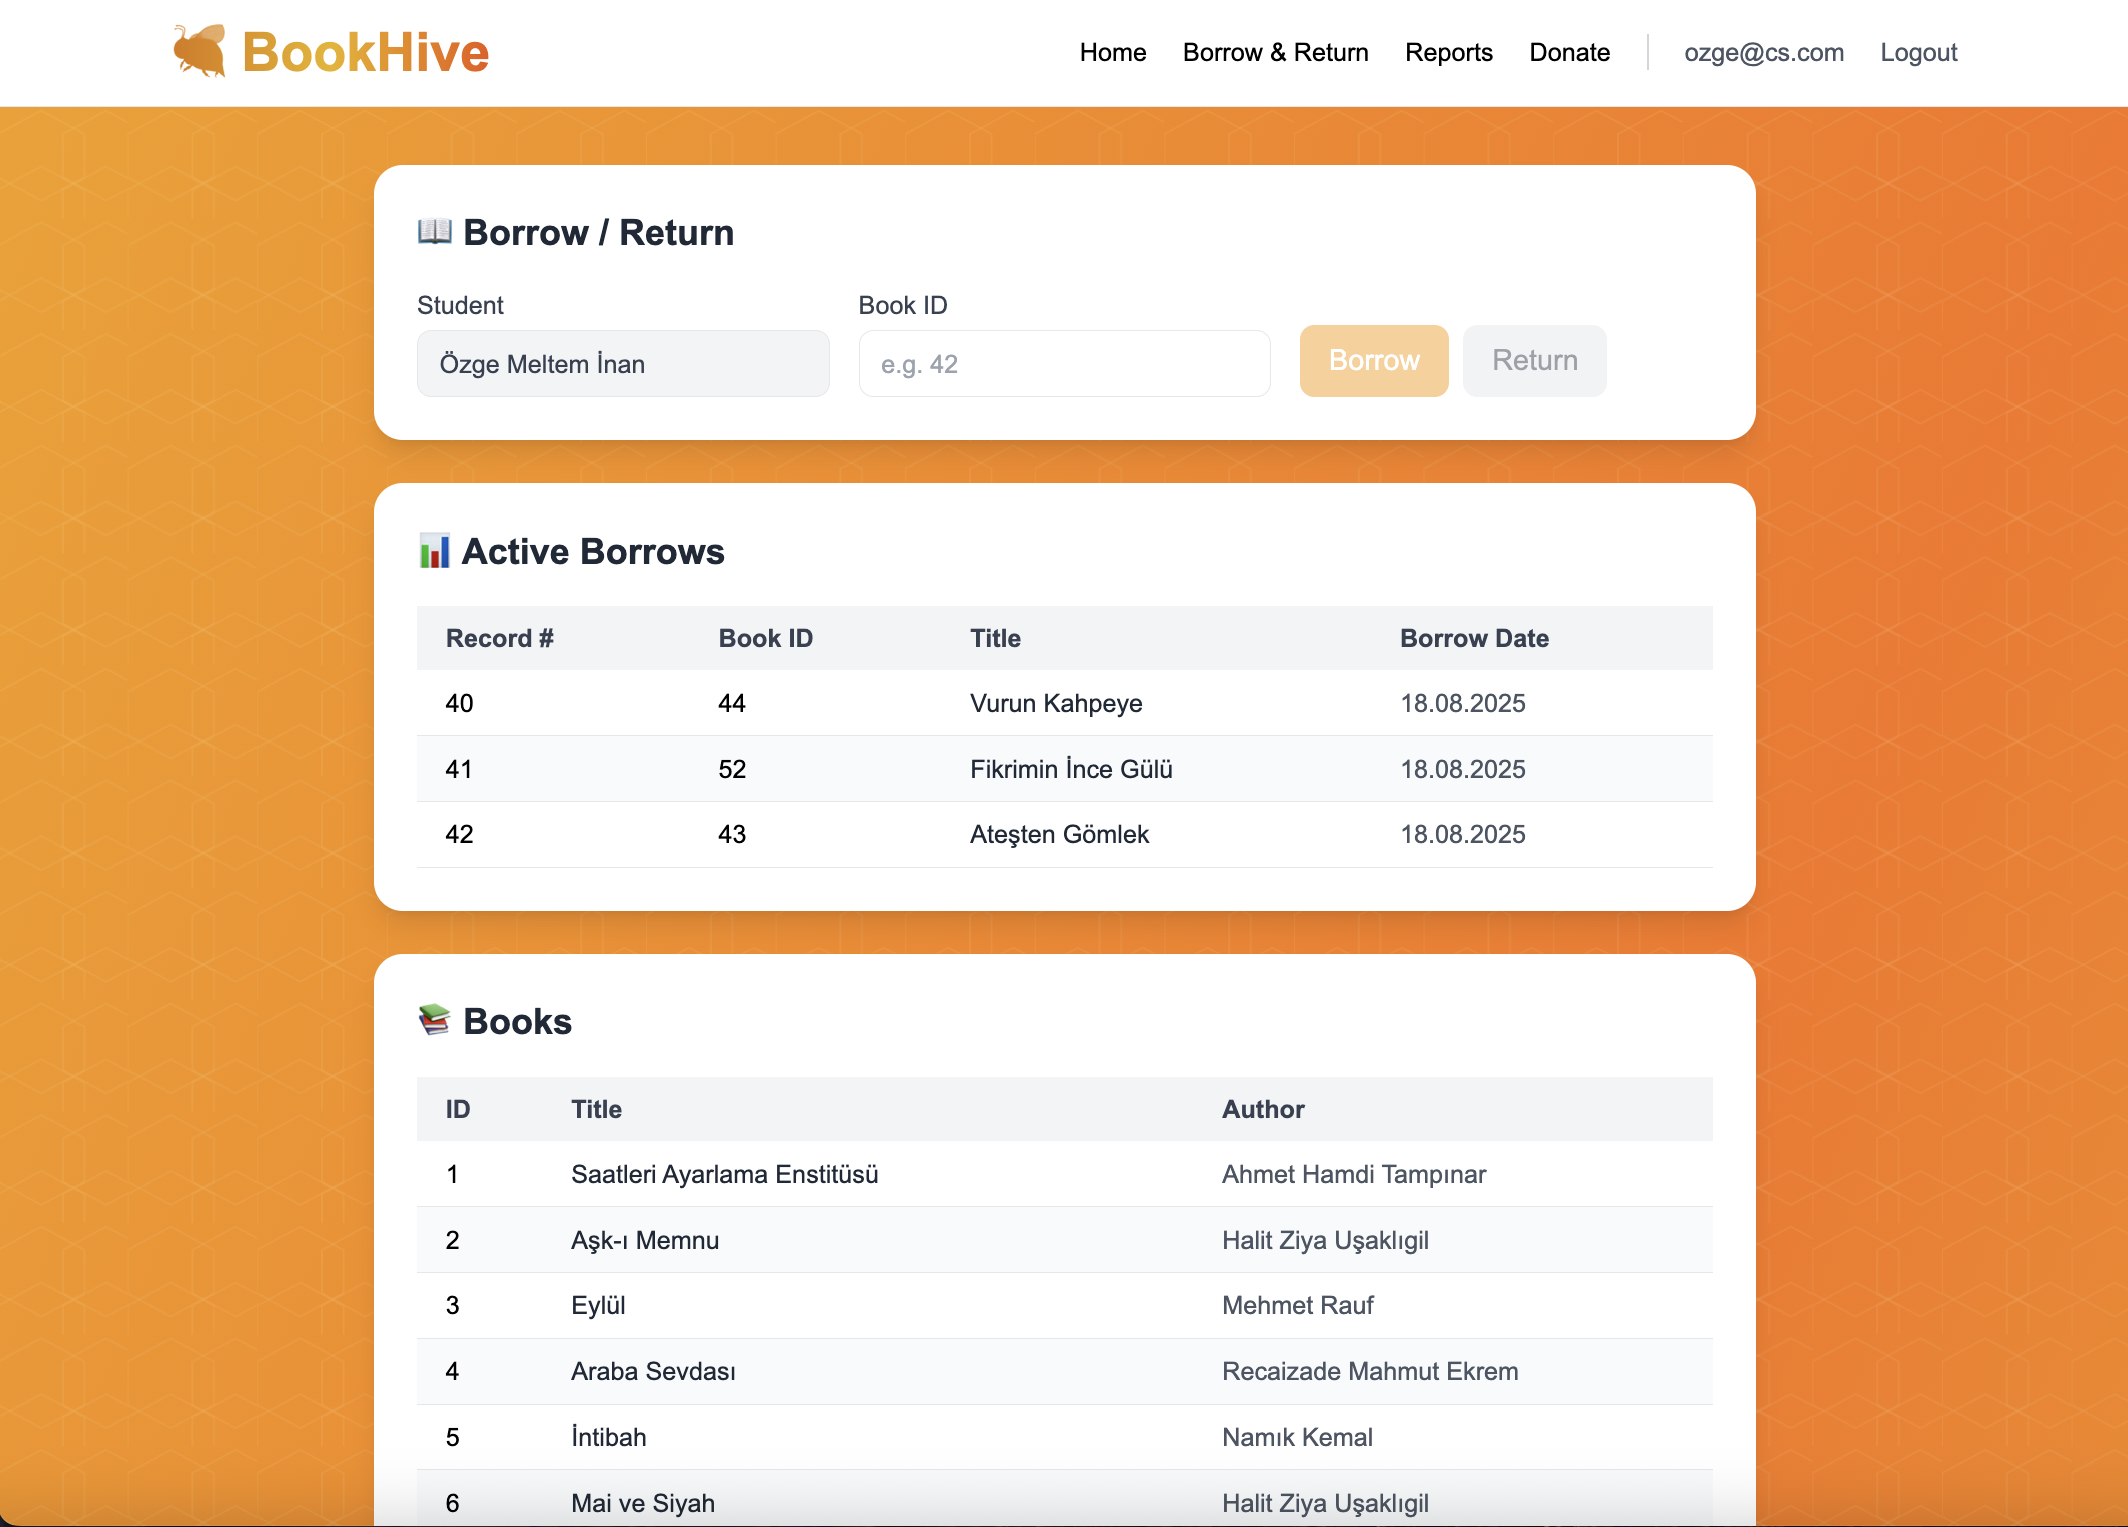 BookHive
Home Borrow & Return Reports Donate ozge@cs.com Logout
Borrow / Return
Student Book ID
Özge Meltem İnan e.g. 42 Borrow Return
Active Borrows
Record # Book ID Title Borrow Date
40 44 Vurun Kahpeye 18.08.2025
41 52 Fikrimin İnce Gülü 18.08.2025
42 43 Ateşten Gömlek 18.08.2025
Books
ID Title Author
1 Saatleri Ayarlama Enstitüsü Ahmet Hamdi Tampınar
2 Aşk-ı Memnu Halit Ziya Uşaklıgil
3 Eylül Mehmet Rauf
4 Araba Sevdası Recaizade Mahmut Ekrem
5 İntibah Namık Kemal
6 Mai ve Siyah Halit Ziya Uşaklıgil